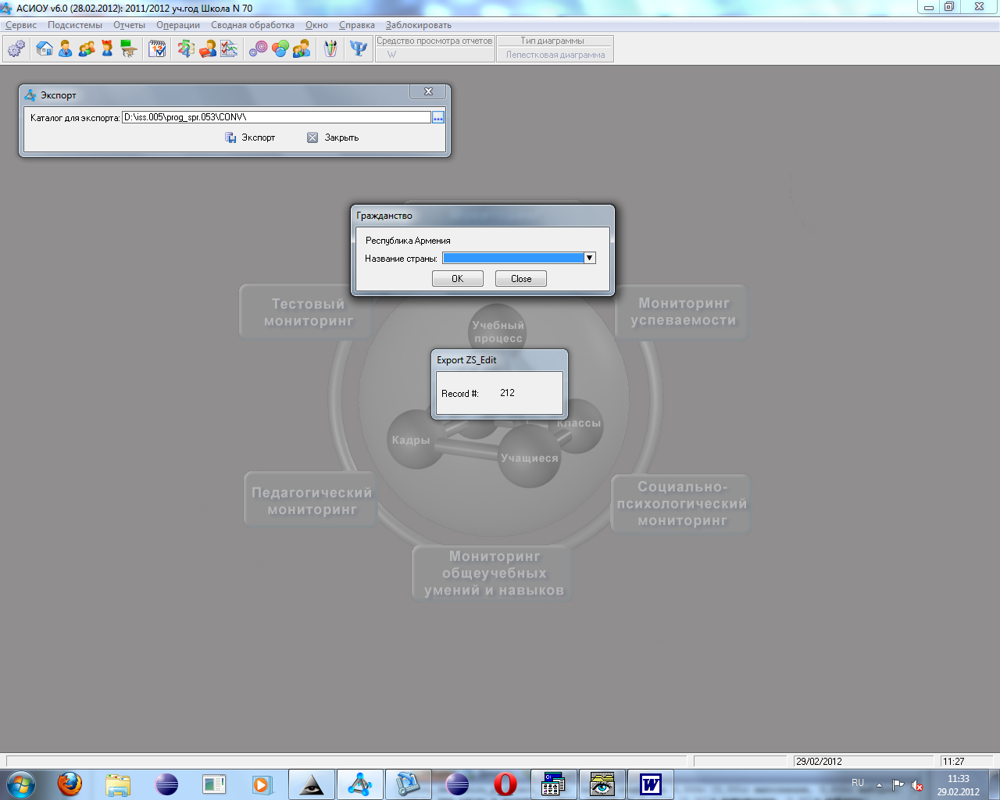 АСИОУ v6.0 (28.02.2012): 2011/2012 уч.год Школа N 70
Сервис Подсистемы Отчеты Операции Сводная обработка Окно Справка Заблокировать
Средство просмотра отчетов
W
Тип диаграммы
Лепестковая диаграмма
Экспорт
Каталог для экспорта: D:\iss.005\prog_spr.053\CONV\
...
Экспорт Закрыть
Гражданство
Республика Армения
Название страны:
OK Close
Тестовый
мониторинг
Мониторинг
успеваемости
Учебный
процесс
Export ZS_Edit
Record #: 212
Классы
Кадры
Учащиеся
Педагогический
мониторинг
Социально-
психологический
мониторинг
Мониторинг
общеучебных
умений и навыков
29/02/2012 11:27
RU
11:33
29.02.2012